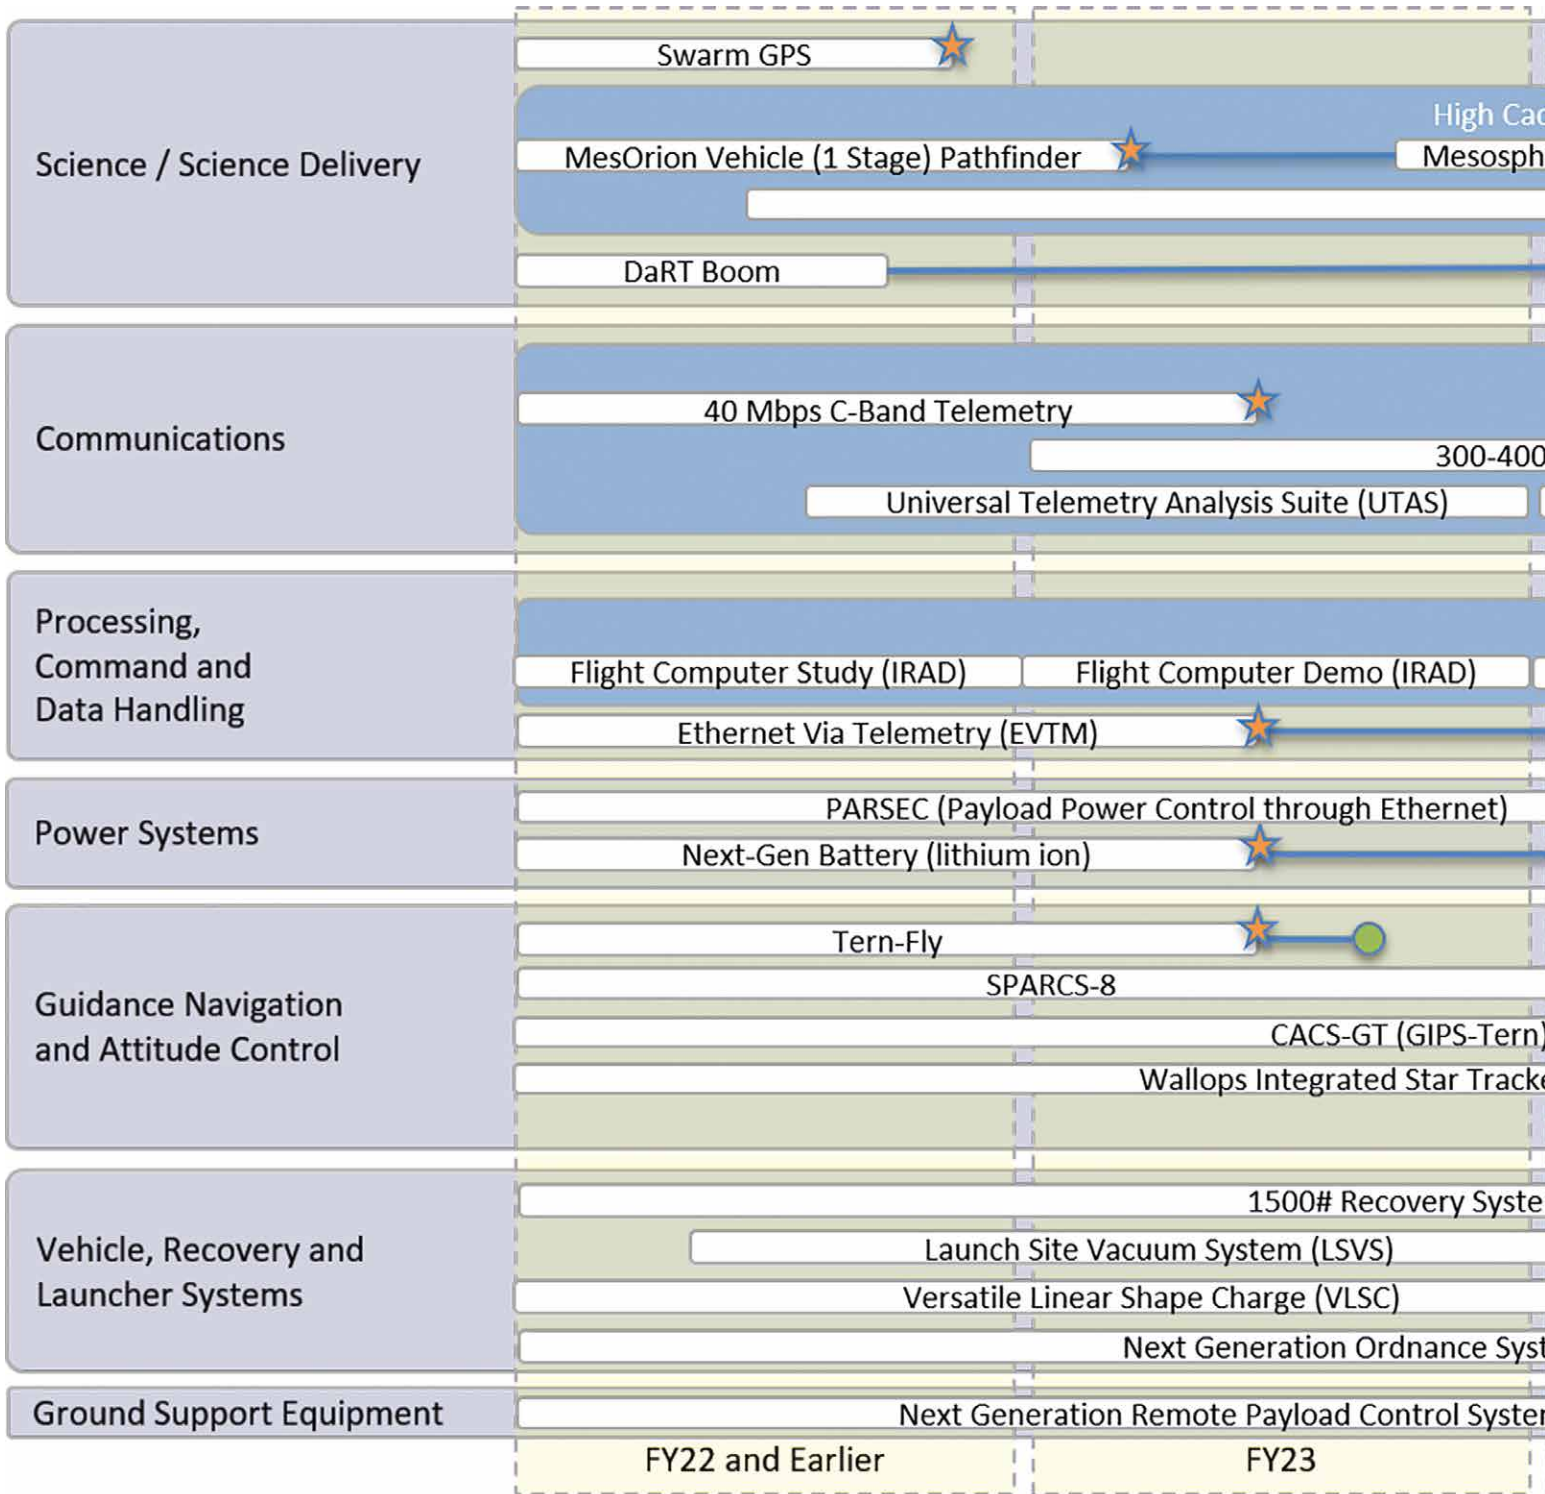 Swarm GPS
High Cad
Science / Science Delivery
MesOrion Vehicle (1 Stage) Pathfinder
Mesosph
DaRT Boom
Communications
40 Mbps C-Band Telemetry
300-400
Universal Telemetry Analysis Suite (UTAS)
Processing,
Command and
Data Handling
Flight Computer Study (IRAD)
Flight Computer Demo (IRAD)
Ethernet Via Telemetry (EVTM)
Power Systems
PARSEC (Payload Power Control through Ethernet)
Next-Gen Battery (lithium ion)
Guidance Navigation
and Attitude Control
Tern-Fly
SPARCS-8
CACS-GT (GIPS-Tern)
Wallops Integrated Star Tracke
Vehicle, Recovery and
Launcher Systems
1500# Recovery Syste
Launch Site Vacuum System (LSVS)
Versatile Linear Shape Charge (VLSC)
Next Generation Ordnance Syst
Ground Support Equipment
Next Generation Remote Payload Control System
FY22 and Earlier
FY23